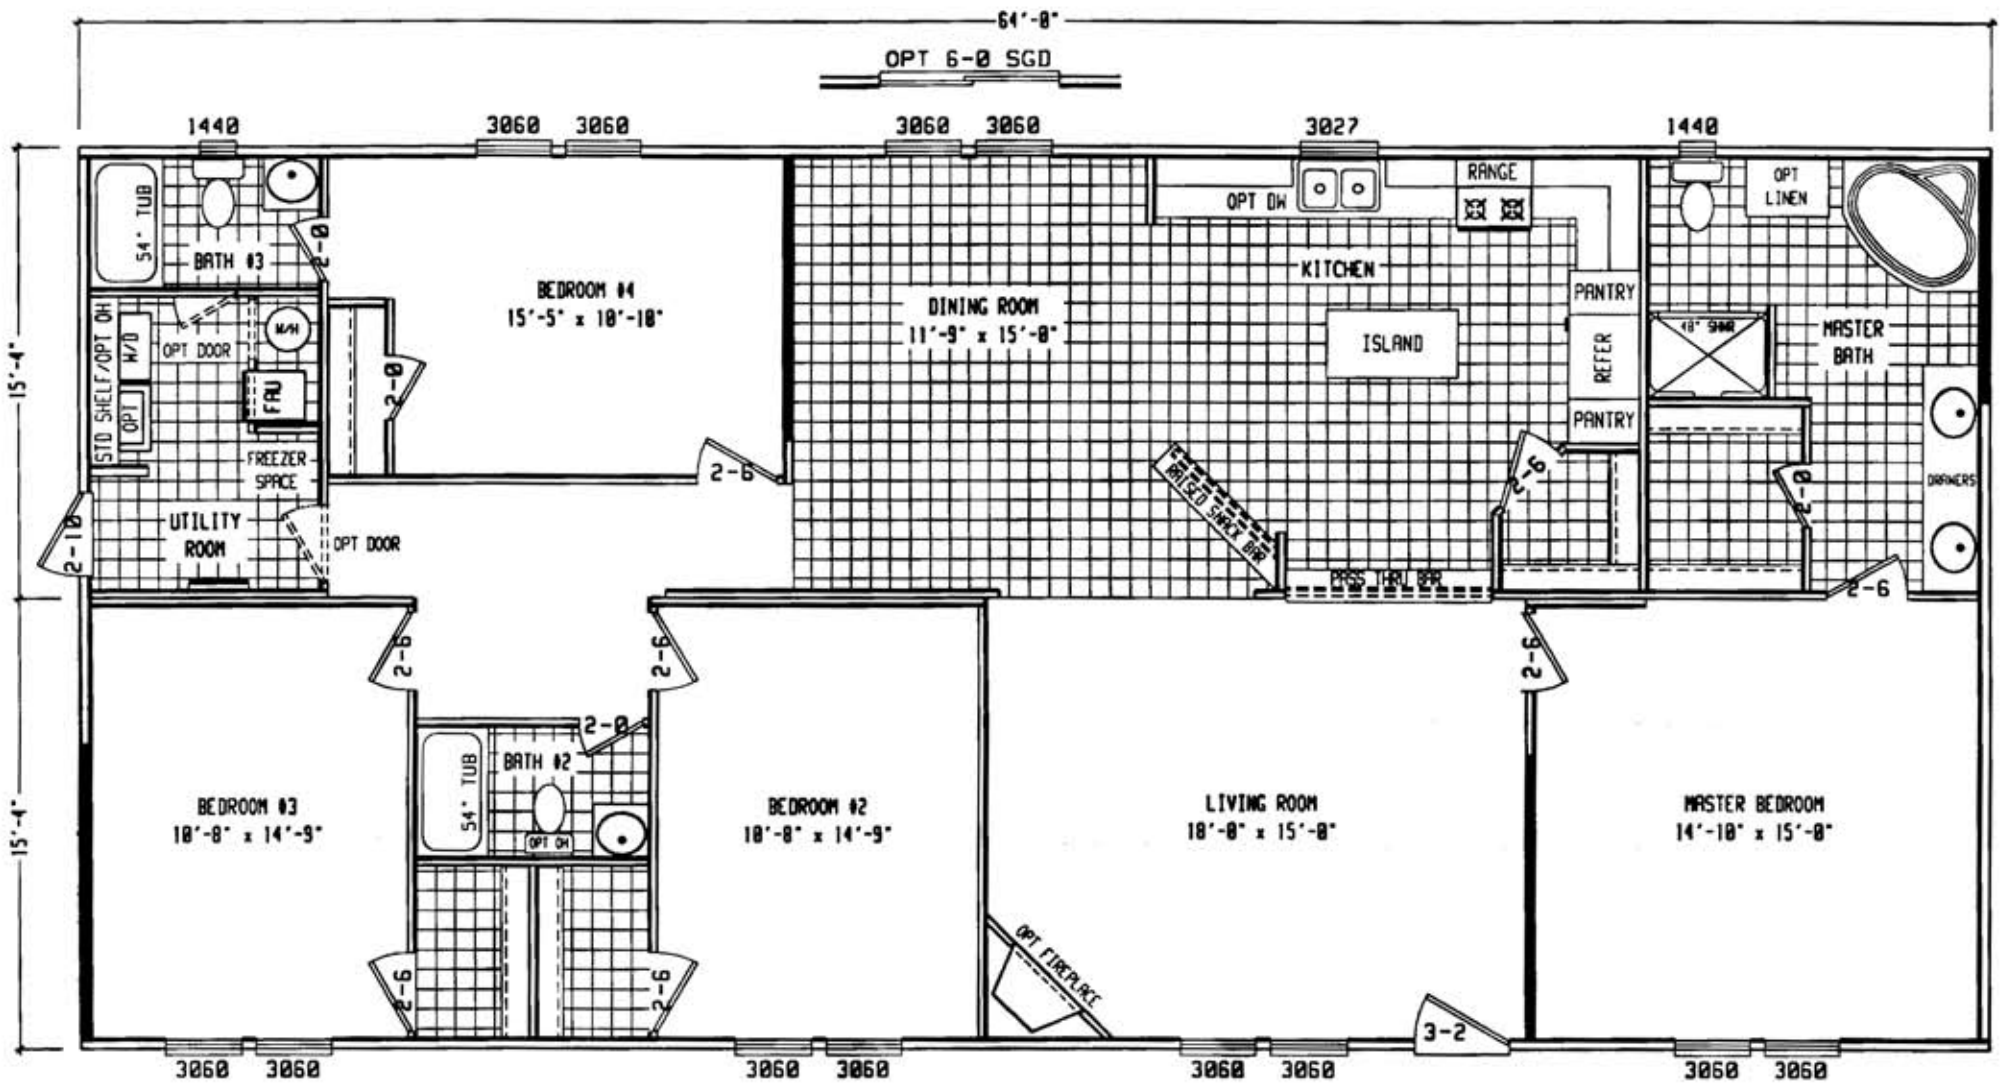 64'-0"
OPT 6-0 SGD
1440
3060 3060
3060 3060
3027
1440
15'-4"
15'-4"
54" TUB
BATH #3
2-0
BEDROOM #4
15'-5" x 10'-10"
2-0
2-6
STD SHELF/OPT OH
W/D
OPT
OPT DOOR
W/H
FAU
FREEZER
SPACE
UTILITY
ROOM
2-10
OPT DOOR
DINING ROOM
11'-9" x 15'-0"
OPT DW
RANGE
KITCHEN
ISLAND
PANTRY
REFER
PANTRY
2-6
RAISED SNACK BAR
PASS THRU BAR
OPT
LINEN
48" SHWR
MASTER
BATH
DRAWERS
2-0
2-6
2-6
BEDROOM #3
10'-8" x 14'-9"
2-6
2-0
54" TUB
BATH #2
OPT OH
2-6
BEDROOM #2
10'-8" x 14'-9"
2-6
LIVING ROOM
18'-0" x 15'-0"
OPT FIREPLACE
3-2
2-6
MASTER BEDROOM
14'-10" x 15'-0"
3060 3060
3060 3060
3060 3060
3060 3060